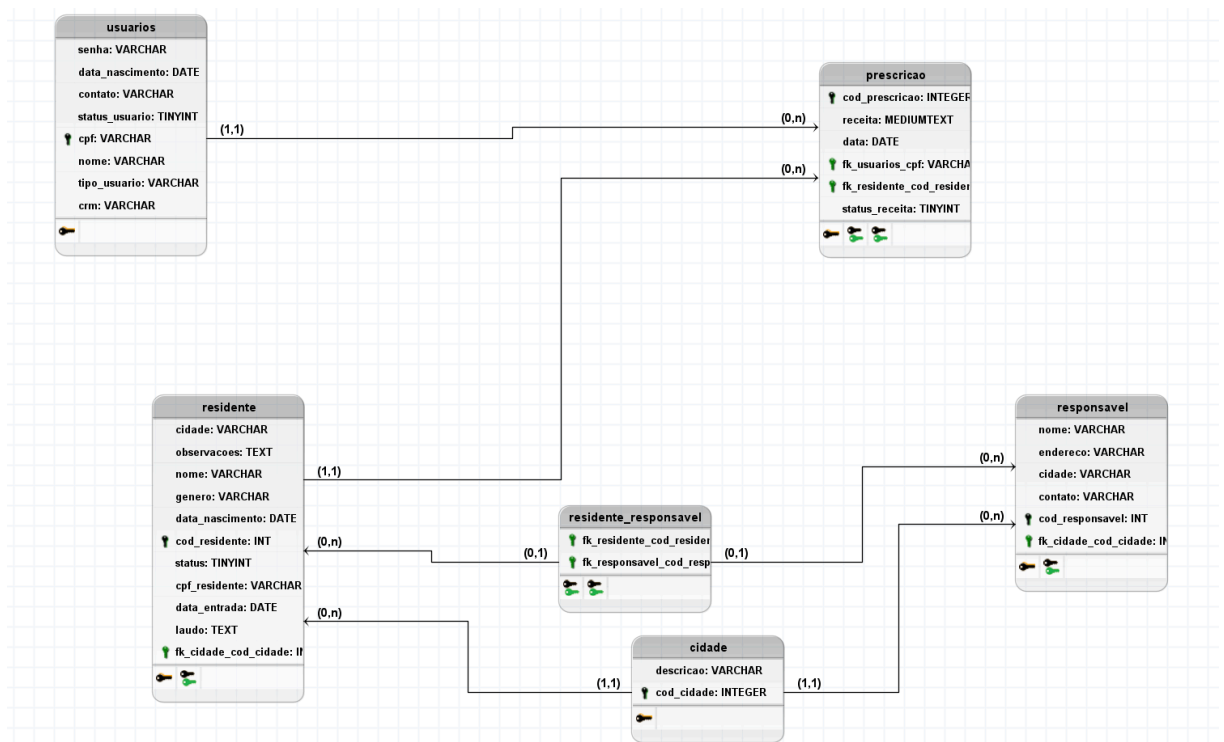 usuarios
senha: VARCHAR
data_nascimento: DATE
contato: VARCHAR
status_usuario: TINYINT
cpf: VARCHAR
nome: VARCHAR
tipo_usuario: VARCHAR
crm: VARCHAR
(1,1)
(0,n)
prescricao
cod_prescricao: INTEGER
receita: MEDIUMTEXT
data: DATE
fk_usuarios_cpf: VARCHA
fk_residente_cod_residen
status_receita: TINYINT
(0,n)
residente
cidade: VARCHAR
observacoes: TEXT
nome: VARCHAR
genero: VARCHAR
data_nascimento: DATE
cod_residente: INT
status: TINYINT
cpf_residente: VARCHAR
data_entrada: DATE
laudo: TEXT
fk_cidade_cod_cidade: IN
(1,1)
(0,n)
(0,n)
residente_responsavel
fk_residente_cod_residen
fk_responsavel_cod_resp
(0,1)
(0,1)
responsavel
nome: VARCHAR
endereco: VARCHAR
cidade: VARCHAR
contato: VARCHAR
cod_responsavel: INT
fk_cidade_cod_cidade: IN
(0,n)
(0,n)
cidade
descricao: VARCHAR
cod_cidade: INTEGER
(1,1)
(1,1)